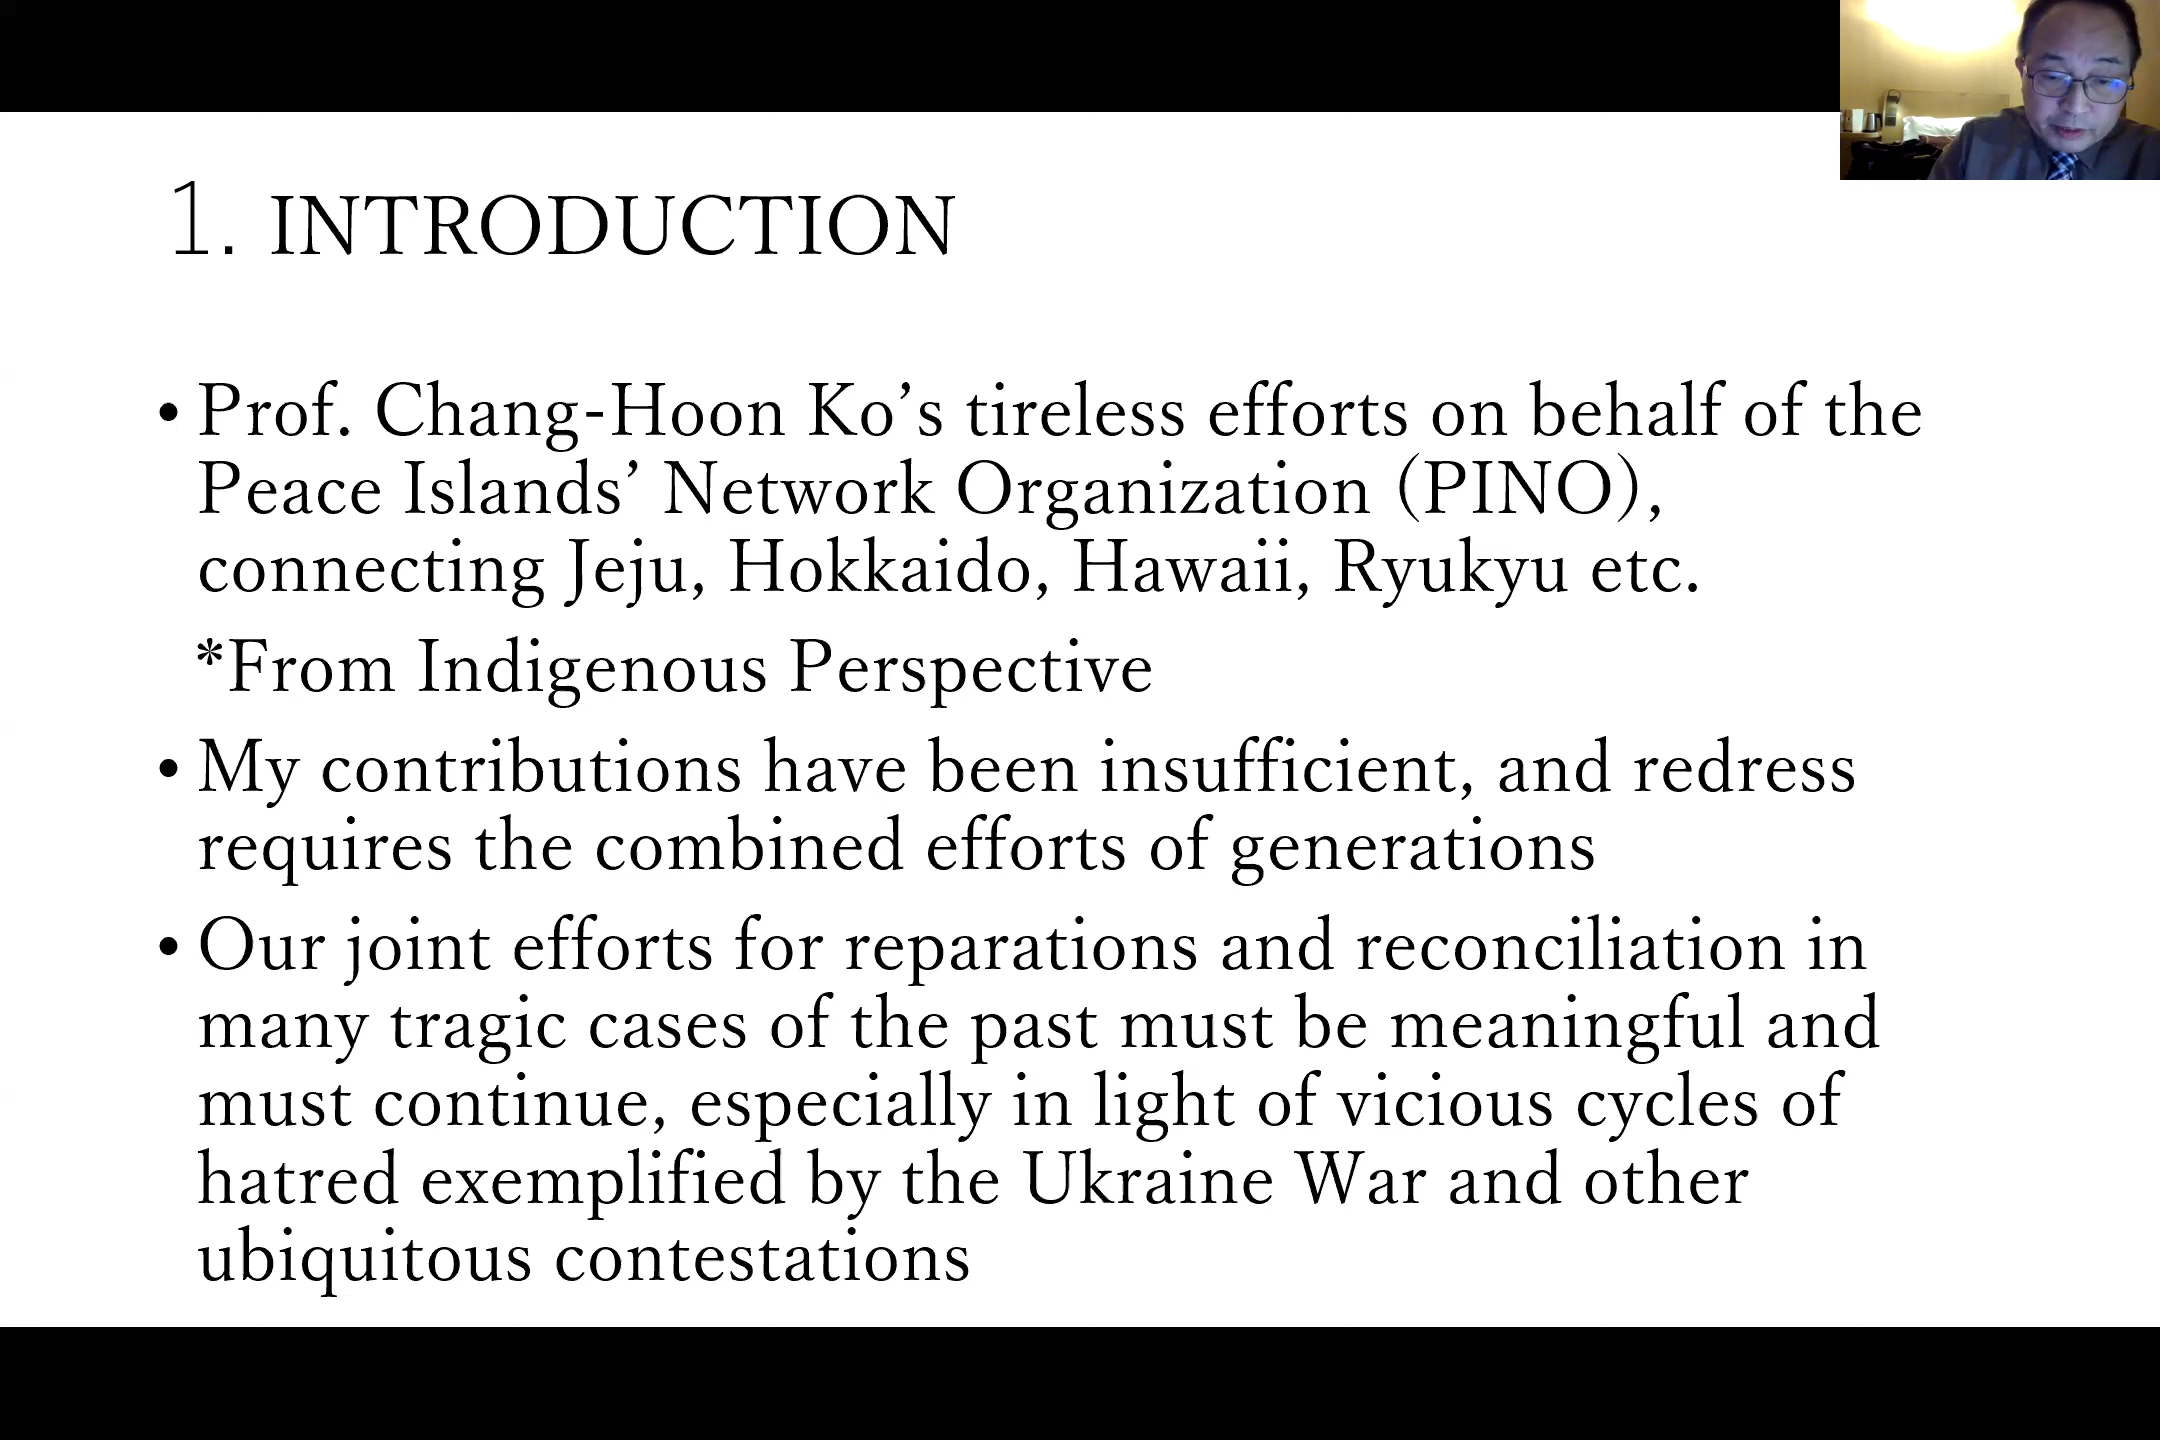 1. INTRODUCTION
• Prof. Chang-Hoon Ko’s tireless efforts on behalf of the
Peace Islands’ Network Organization (PINO),
connecting Jeju, Hokkaido, Hawaii, Ryukyu etc.
*From Indigenous Perspective
• My contributions have been insufficient, and redress
requires the combined efforts of generations
• Our joint efforts for reparations and reconciliation in
many tragic cases of the past must be meaningful and
must continue, especially in light of vicious cycles of
hatred exemplified by the Ukraine War and other
ubiquitous contestations